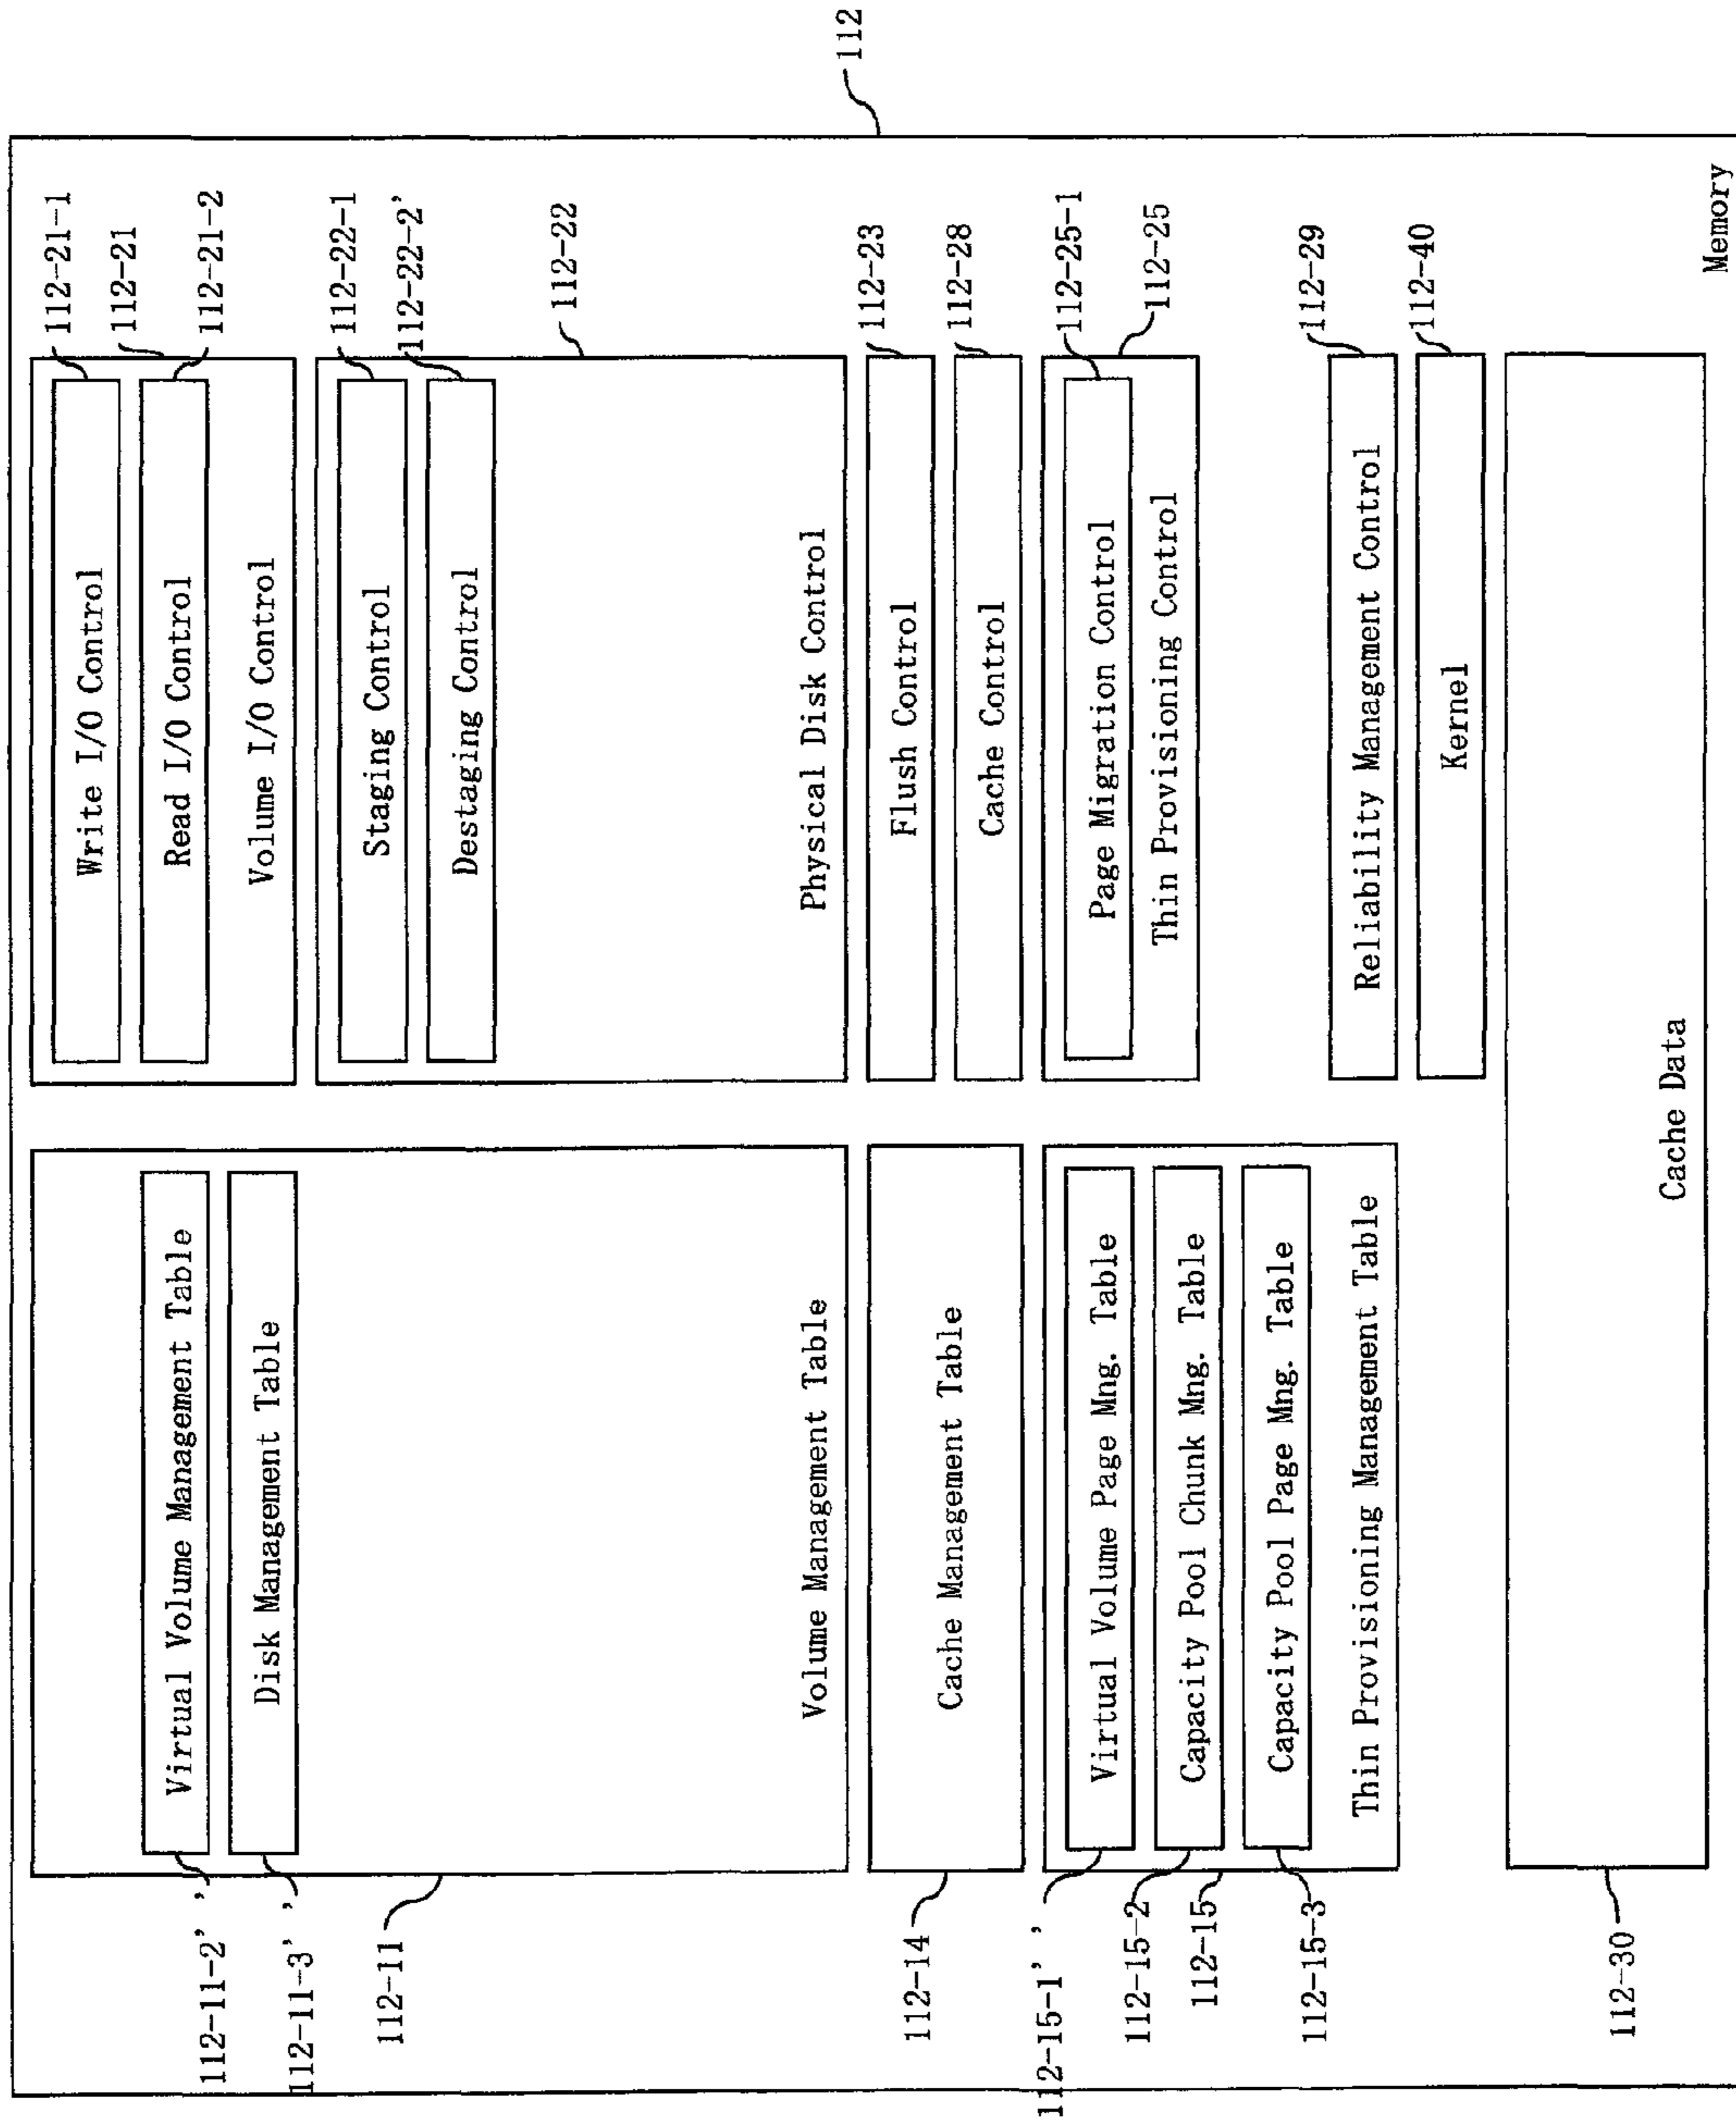 112
Memory
112-11-2' '
Virtual Volume Management Table
112-11-3' '
Disk Management Table
112-11
Volume Management Table
112-14
Cache Management Table
112-15-1' '
Virtual Volume Page Mng. Table
112-15-2
Capacity Pool Chunk Mng. Table
112-15
112-15-3
Capacity Pool Page Mng. Table
Thin Provisioning Management Table
112-30
Cache Data
Write I/O Control
112-21-1
112-21
Read I/O Control
112-21-2
Volume I/O Control
Staging Control
112-22-1
Destaging Control
112-22-2'
112-22
Physical Disk Control
Flush Control
112-23
Cache Control
112-28
Page Migration Control
112-25-1
Thin Provisioning Control
112-25
Reliability Management Control
112-29
Kernel
112-40